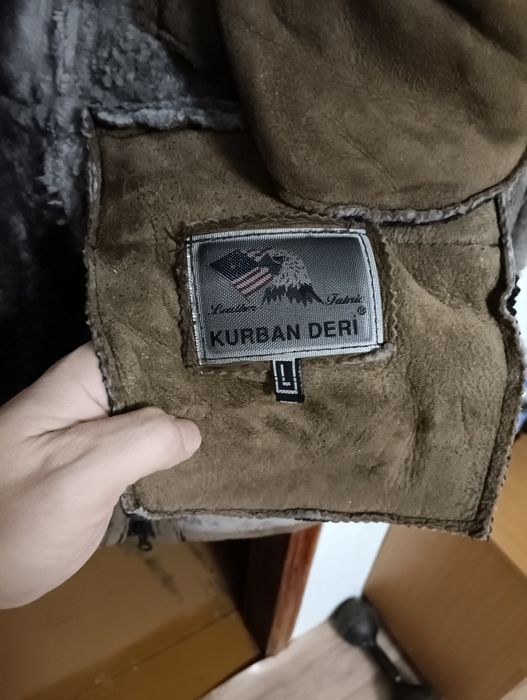 Leather Fabric
®
KURBAN DERİ
L